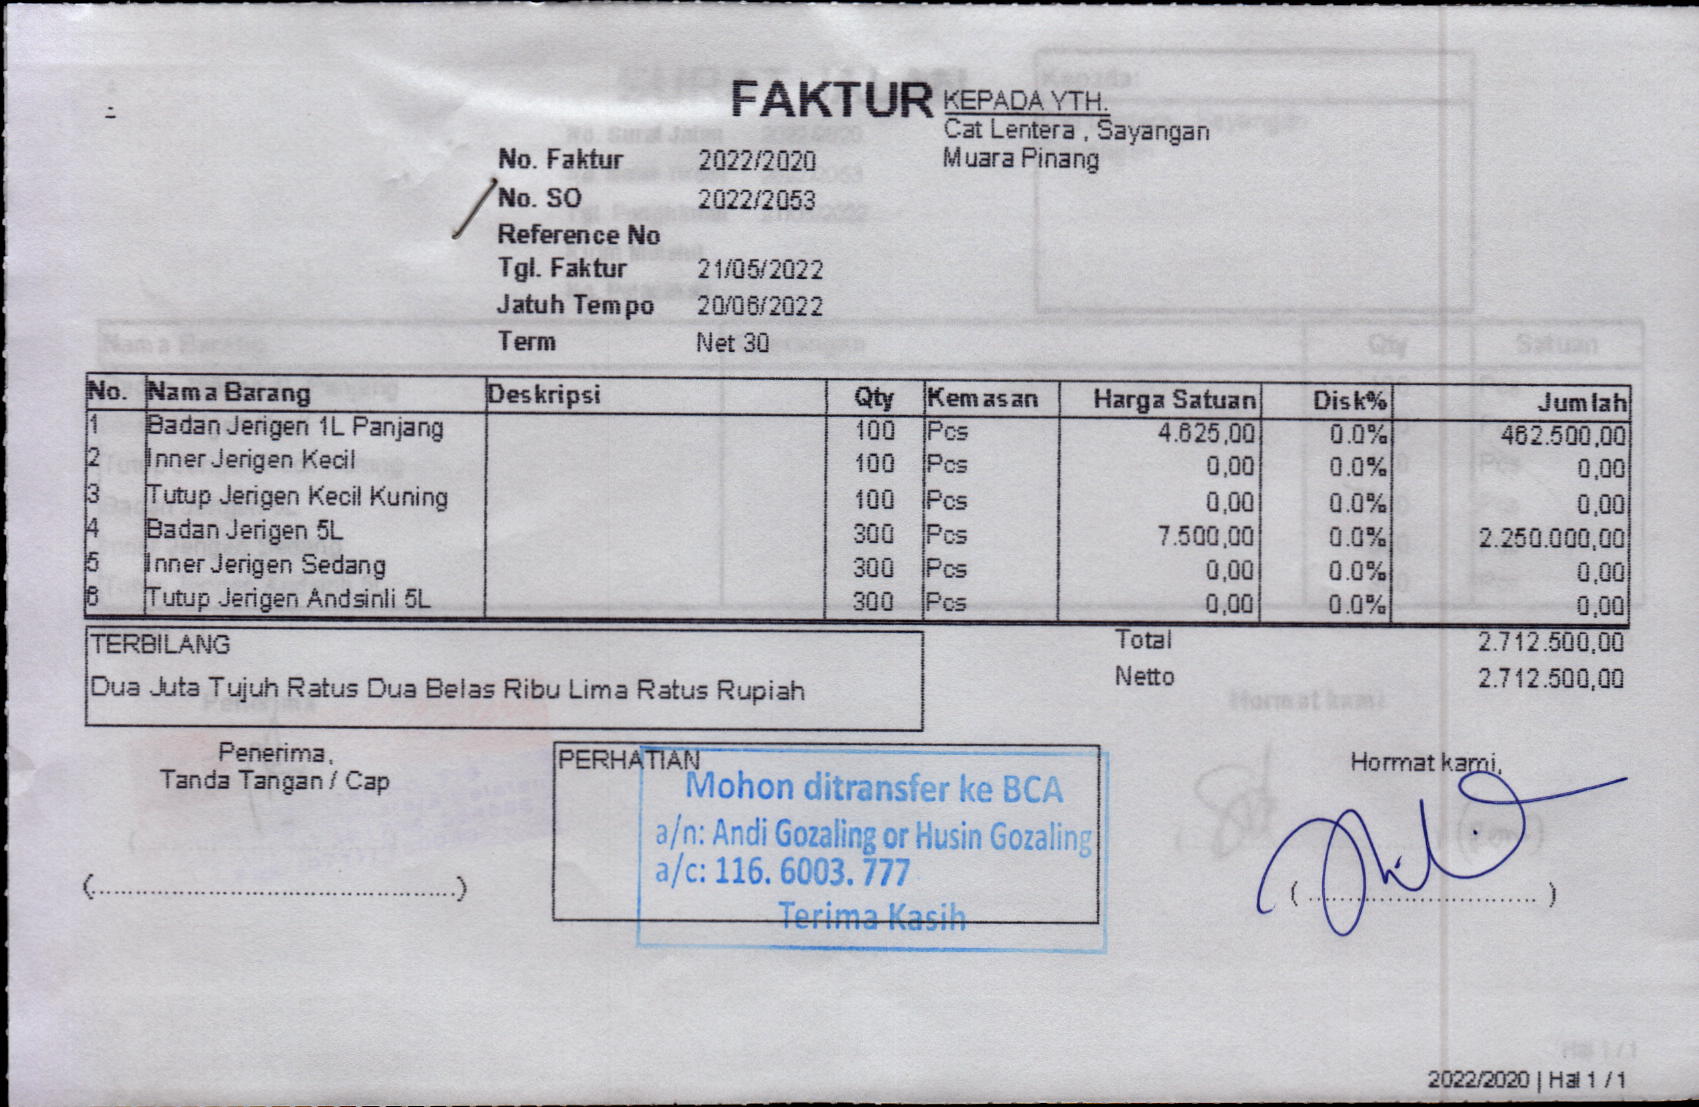 FAKTUR
KEPADA YTH.
Cat Lentera , Sayangan
Muara Pinang
No. Faktur 2022/2020
No. SO 2022/2053
Reference No
Tgl. Faktur 21/05/2022
Jatuh Tempo 20/06/2022
Term Net 30
No. Nama Barang Deskripsi Qty Kemasan Harga Satuan Disk% Jumlah
1 Badan Jerigen 1L Panjang 100 Pcs 4.625,00 0.0% 462.500,00
2 Inner Jerigen Kecil 100 Pcs 0,00 0.0% 0,00
3 Tutup Jerigen Kecil Kuning 100 Pcs 0,00 0.0% 0,00
4 Badan Jerigen 5L 300 Pcs 7.500,00 0.0% 2.250.000,00
5 Inner Jerigen Sedang 300 Pcs 0,00 0.0% 0,00
6 Tutup Jerigen Andsinli 5L 300 Pcs 0,00 0.0% 0,00
TERBILANG
Dua Juta Tujuh Ratus Dua Belas Ribu Lima Ratus Rupiah
Total 2.712.500,00
Netto 2.712.500,00
Penerima,
Tanda Tangan / Cap
(..............................................)
PERHATIAN
Mohon ditransfer ke BCA
a/n: Andi Gozaling or Husin Gozaling
a/c: 116. 6003. 777
Terima Kasih
Hormat kami,
( ............................. )
2022/2020 | Hal 1 / 1